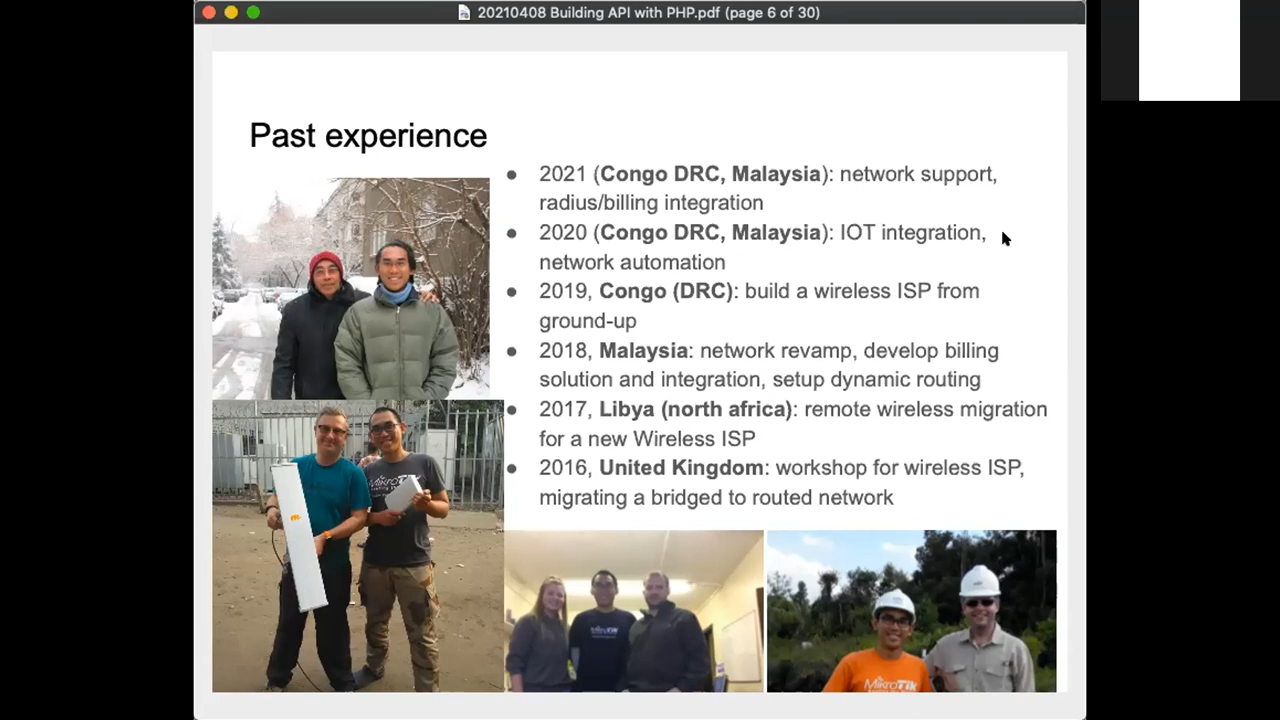 20210408 Building API with PHP.pdf (page 6 of 30)
Past experience
● 2021 (Congo DRC, Malaysia): network support,
radius/billing integration
● 2020 (Congo DRC, Malaysia): IOT integration,
network automation
● 2019, Congo (DRC): build a wireless ISP from
ground-up
● 2018, Malaysia: network revamp, develop billing
solution and integration, setup dynamic routing
● 2017, Libya (north africa): remote wireless migration
for a new Wireless ISP
● 2016, United Kingdom: workshop for wireless ISP,
migrating a bridged to routed network
MikroTik
MikroTik
MikroTik